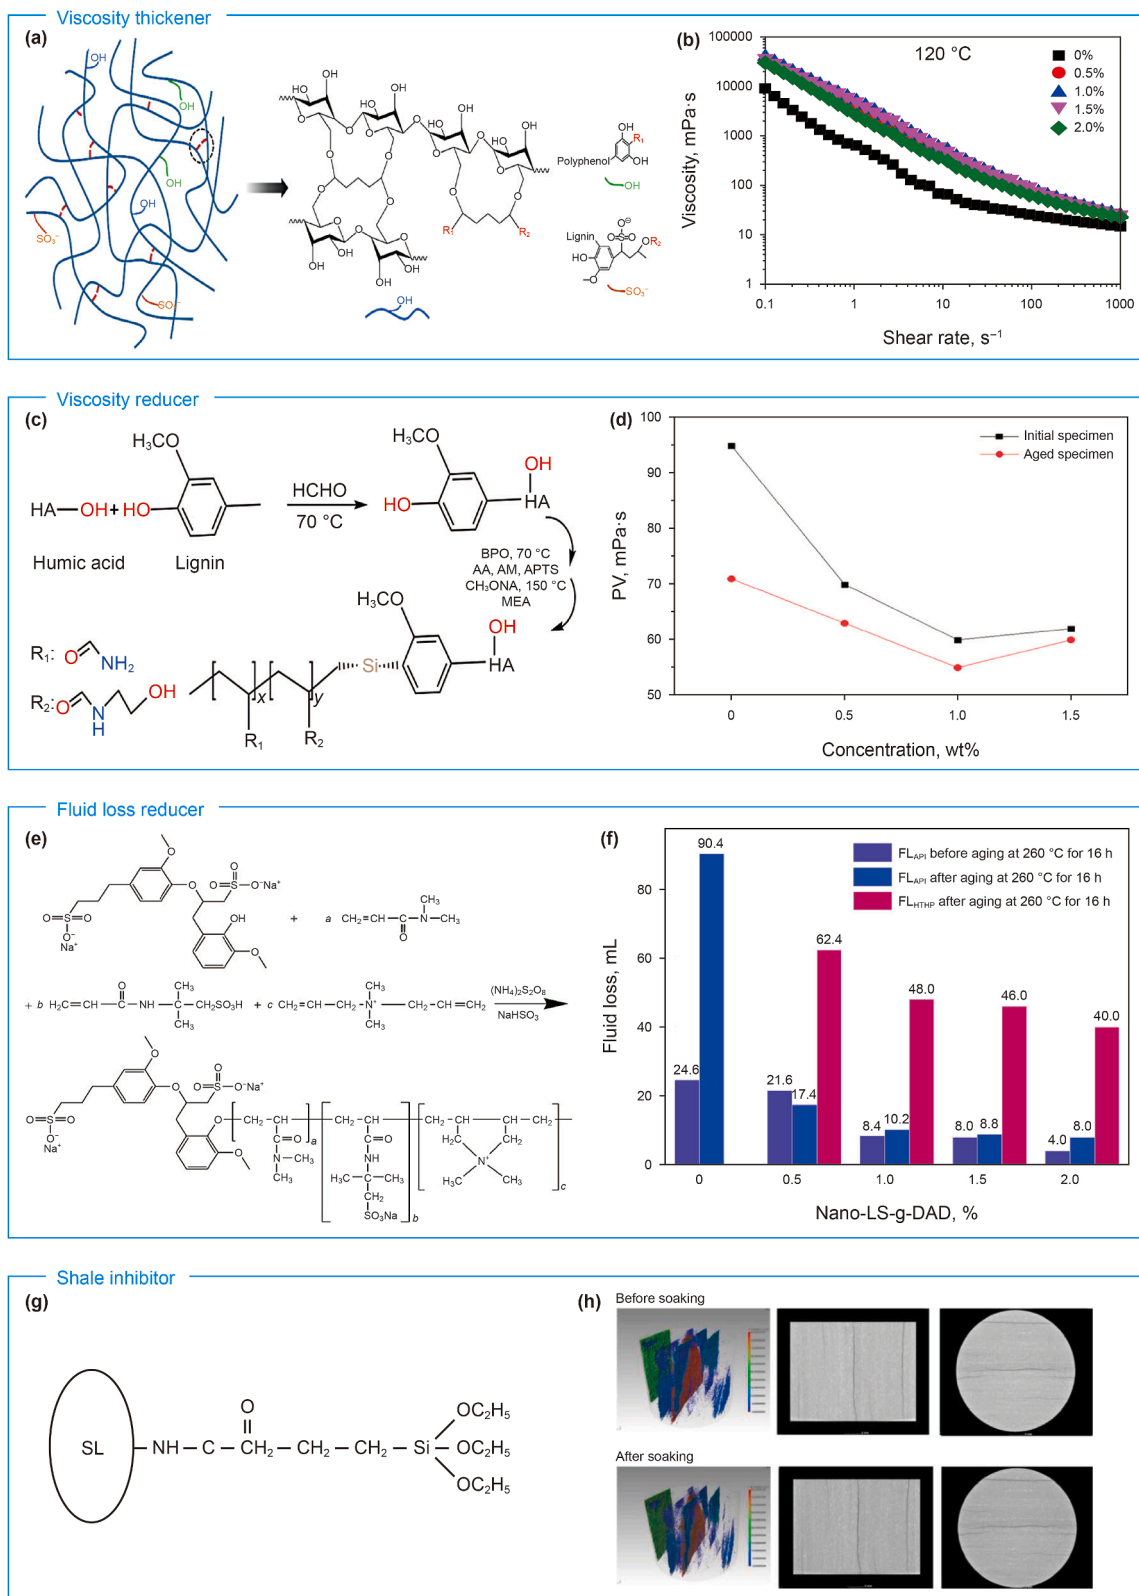 Viscosity thickener
(a)
OH
OH
OH
OH
SO₃⁻
SO₃⁻
OH
OH
OH
OH
OH
OH
HO
HO
O
O
O
O
O
O
O
O
O
O
O
R₁
R₂
OH
OH
OH
OH
OH
OH
OH
R₁
Polyphenol
OH
OH
O⊖
O=S=O
Lignin
OR₂
HO
O
SO₃⁻
(b)
120 °C
0%
0.5%
1.0%
1.5%
2.0%
Viscosity, mPa·s
100000
10000
1000
100
10
1
0.1
1
10
100
1000
Shear rate, s⁻¹
Viscosity reducer
(c)
H₃CO
HA—OH + HO
Humic acid
Lignin
HCHO
70 °C
H₃CO
OH
HO
HA
BPO, 70 °C
AA, AM, APTS
CH₃ONA, 150 °C
MEA
H₃CO
OH
Si
HA
R₁:
O
NH₂
R₂:
O
N
H
OH
x
y
R₁
R₂
(d)
Initial specimen
Aged specimen
PV, mPa·s
100
90
80
70
60
50
0
0.5
1.0
1.5
Concentration, wt%
Fluid loss reducer
(e)
O
O
O
O
S
O⁻Na⁺
O
S
O
O⁻
Na⁺
OH
O
+
a
CH₂
N
CH₃
CH₃
O
+ b H₂C
O
NH
CH₃
CH₃
CH₂SO₃H
+ c CH₂
CH₂
N⁺
CH₃
CH₃
CH₂
CH₂
(NH₄)₂S₂O₈
NaHSO₃
O
O
O
O
S
O⁻Na⁺
O
S
O
O⁻
Na⁺
O
O
CH₂
CH
a
O
N
CH₃
CH₃
CH₂
CH
O
NH
H₃C
CH₃
CH₂
SO₃Na
b
CH₂
CH
CH
CH₂
CH₂
CH₂
N⁺
H₃C
CH₃
c
(f)
FL_API before aging at 260 °C for 16 h
FL_API after aging at 260 °C for 16 h
FL_HTHP after aging at 260 °C for 16 h
Fluid loss, mL
80
60
40
20
0
24.6
90.4
21.6
17.4
62.4
8.4
10.2
48.0
8.0
8.8
46.0
4.0
8.0
40.0
0
0.5
1.0
1.5
2.0
Nano-LS-g-DAD, %
Shale inhibitor
(g)
O
SL
NH
C
CH₂
CH₂
CH₂
Si
OC₂H₅
OC₂H₅
OC₂H₅
(h)
Before soaking
After soaking